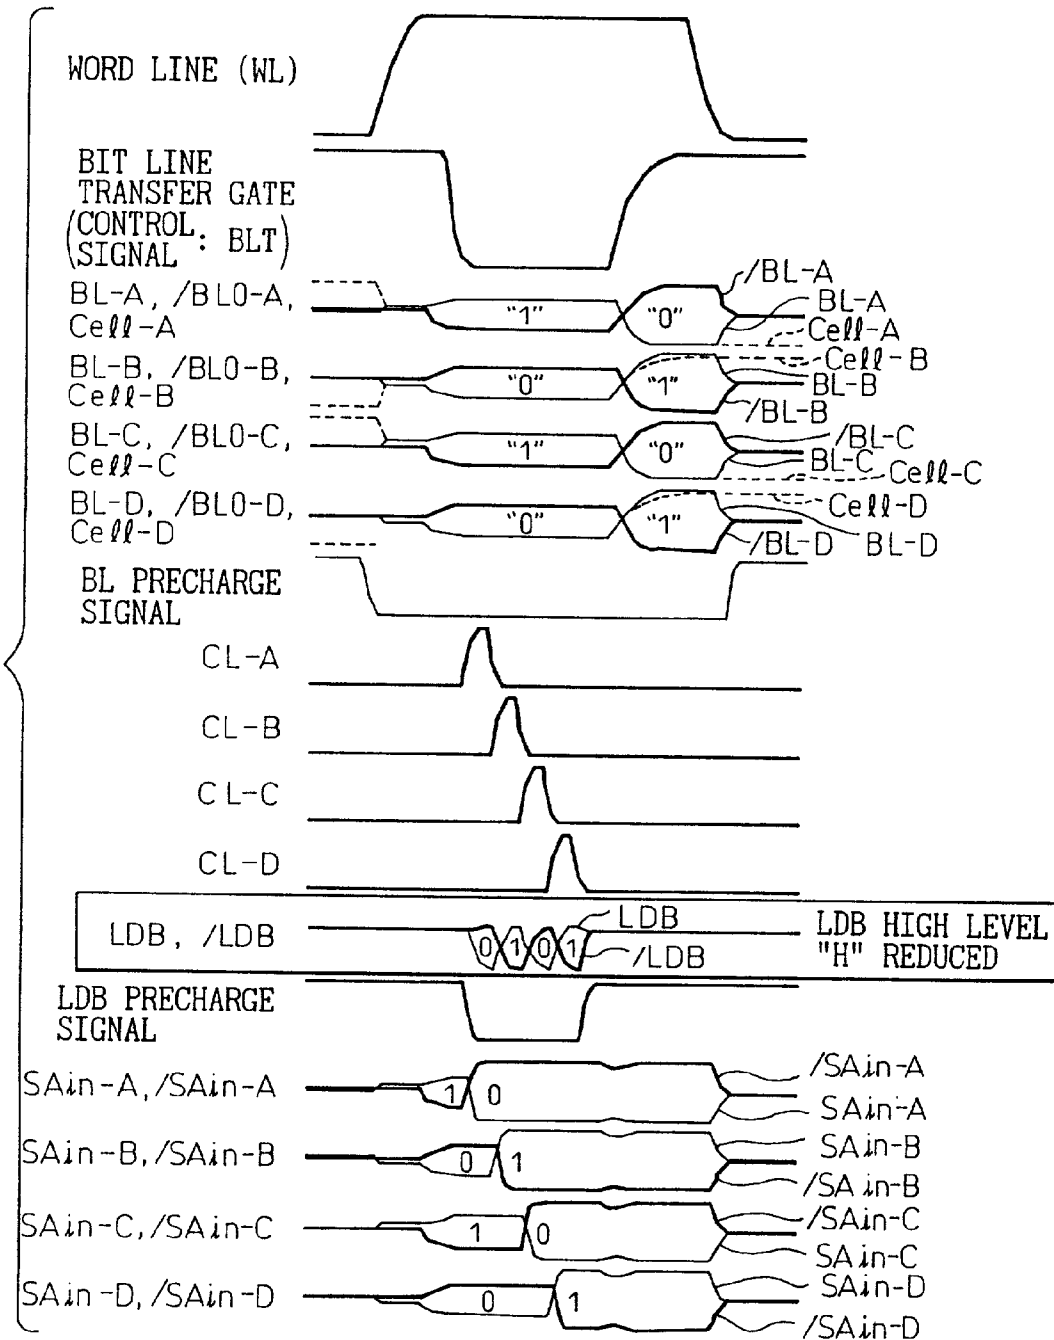 WORD LINE (WL)
BIT LINE
TRANSFER GATE
(CONTROL : BLT)
SIGNAL
BL-A, /BL0-A,
Cell-A
"1"
"0"
/BL-A
BL-A
Cell-A
BL-B, /BL0-B,
Cell-B
"0"
"1"
Cell-B
BL-B
/BL-B
BL-C, /BL0-C,
Cell-C
"1"
"0"
/BL-C
BL-C
Cell-C
BL-D, /BL0-D,
Cell-D
"0"
"1"
Cell-D
/BL-D
BL-D
BL PRECHARGE
SIGNAL
CL-A
CL-B
CL-C
CL-D
LDB, /LDB
0 1 0 1
LDB
/LDB
LDB HIGH LEVEL
"H" REDUCED
LDB PRECHARGE
SIGNAL
SAin-A, /SAin-A
1 0
/SAin-A
SAin-A
SAin-B, /SAin-B
0 1
SAin-B
/SAin-B
SAin-C, /SAin-C
1 0
/SAin-C
SAin-C
SAin-D, /SAin-D
0 1
SAin-D
/SAin-D